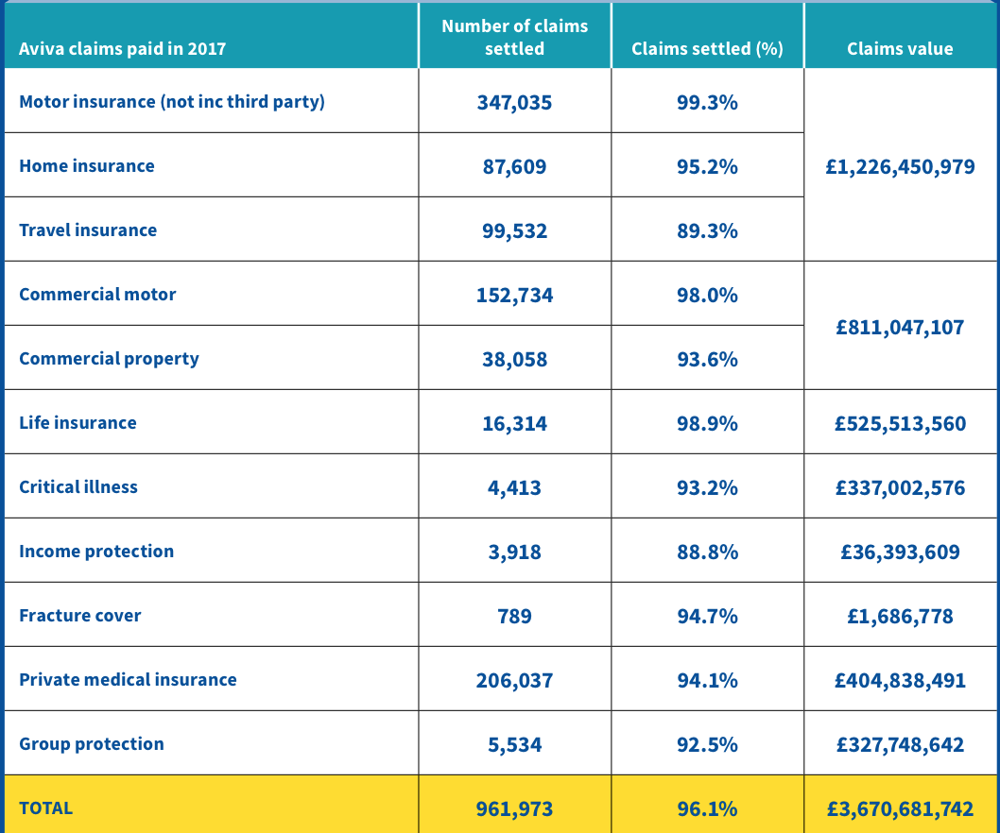 Aviva claims paid in 2017 Number of claims settled Claims settled (%) Claims value
Motor insurance (not inc third party) 347,035 99.3%
Home insurance 87,609 95.2% £1,226,450,979
Travel insurance 99,532 89.3%
Commercial motor 152,734 98.0%
£811,047,107
Commercial property 38,058 93.6%
Life insurance 16,314 98.9% £525,513,560
Critical illness 4,413 93.2% £337,002,576
Income protection 3,918 88.8% £36,393,609
Fracture cover 789 94.7% £1,686,778
Private medical insurance 206,037 94.1% £404,838,491
Group protection 5,534 92.5% £327,748,642
TOTAL 961,973 96.1% £3,670,681,742